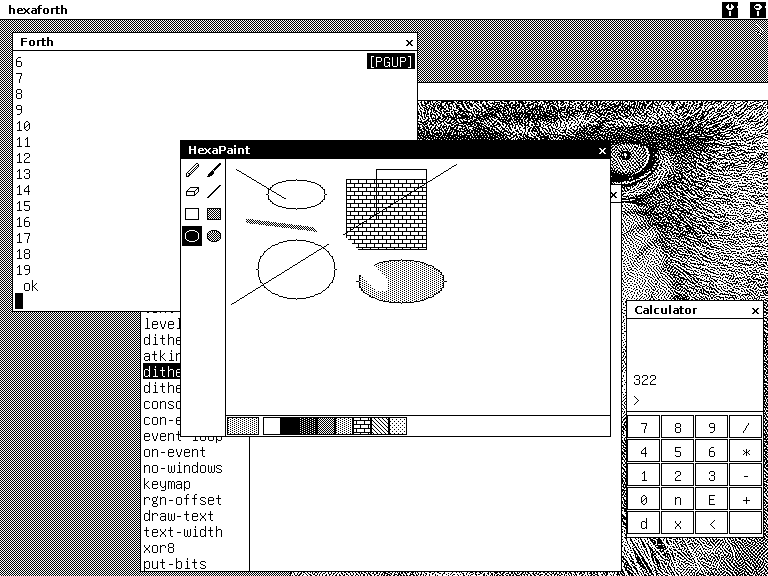 hexaforth
Forth ×
6 [PGUP]
7
8
9
10
11
12
13
14
15
16
17
18
19
ok
HexaPaint ×
×
level
dithe
atkin
dithe
dithe
conso
con-e
event-loop
on-event
no-windows
keymap
rgn-offset
draw-text
text-width
xor8
put-bits
Calculator ×
322
>
7 8 9 /
4 5 6 *
1 2 3 -
0 n E +
d x <